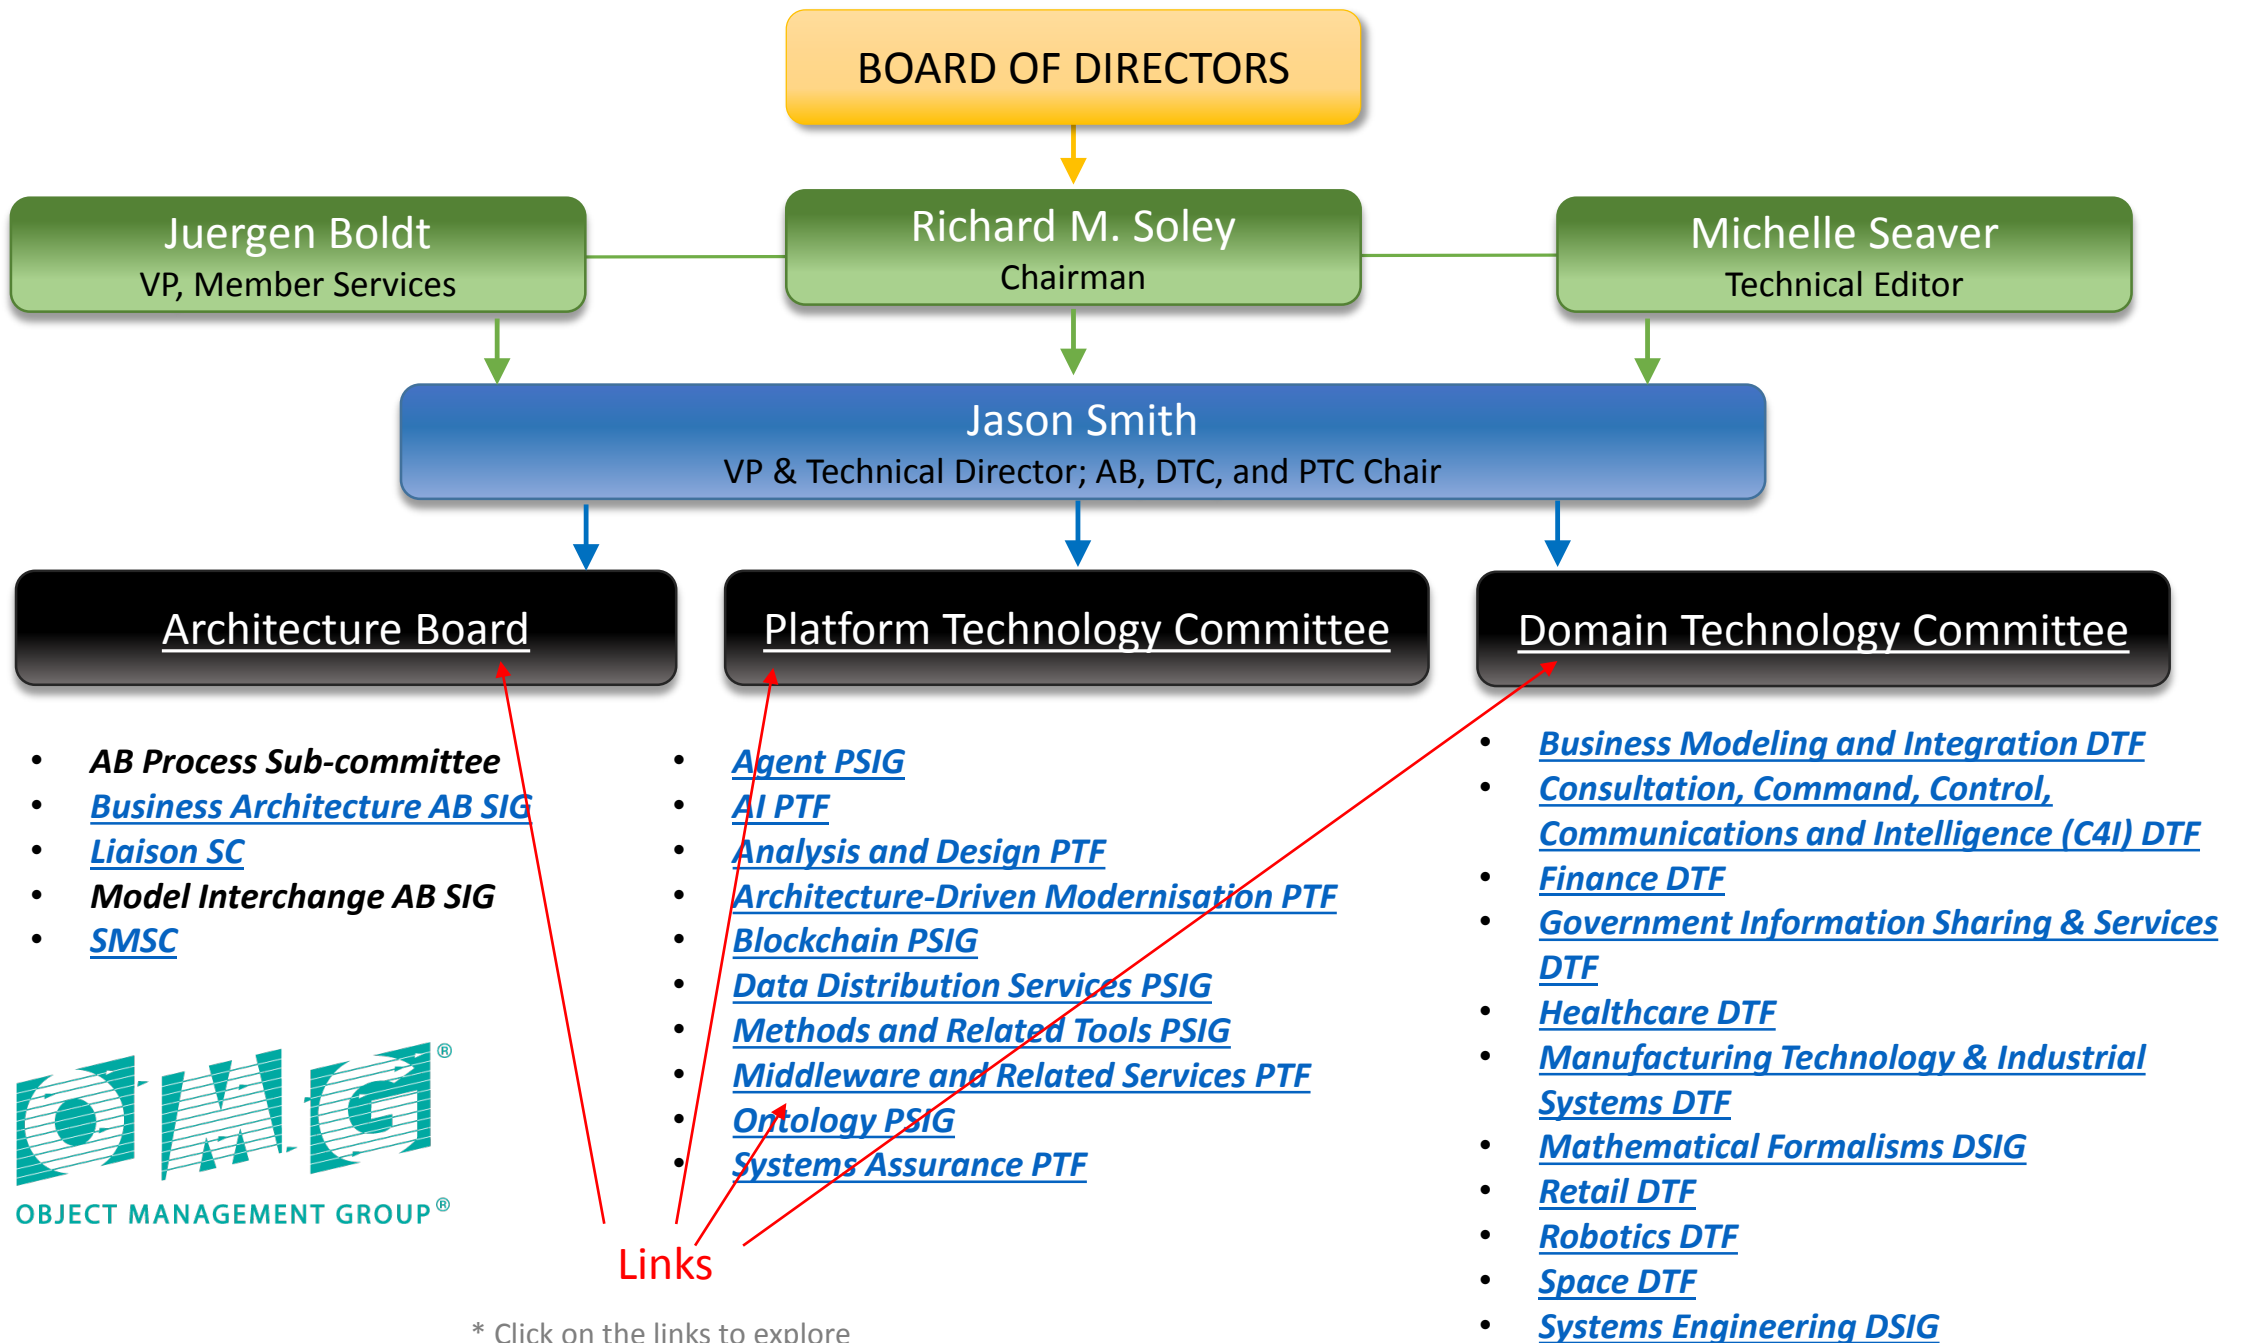 BOARD OF DIRECTORS
Juergen Boldt
VP, Member Services
Richard M. Soley
Chairman
Michelle Seaver
Technical Editor
Jason Smith
VP & Technical Director; AB, DTC, and PTC Chair
Architecture Board
Platform Technology Committee
Domain Technology Committee
• AB Process Sub-committee
• Business Architecture AB SIG
• Liaison SC
• Model Interchange AB SIG
• SMSC
• Agent PSIG
• AI PTF
• Analysis and Design PTF
• Architecture-Driven Modernisation PTF
• Blockchain PSIG
• Data Distribution Services PSIG
• Methods and Related Tools PSIG
• Middleware and Related Services PTF
• Ontology PSIG
• Systems Assurance PTF
• Business Modeling and Integration DTF
• Consultation, Command, Control,
Communications and Intelligence (C4I) DTF
• Finance DTF
• Government Information Sharing & Services
DTF
• Healthcare DTF
• Manufacturing Technology & Industrial
Systems DTF
• Mathematical Formalisms DSIG
• Retail DTF
• Robotics DTF
• Space DTF
• Systems Engineering DSIG
OMG®
OBJECT MANAGEMENT GROUP®
Links
* Click on the links to explore